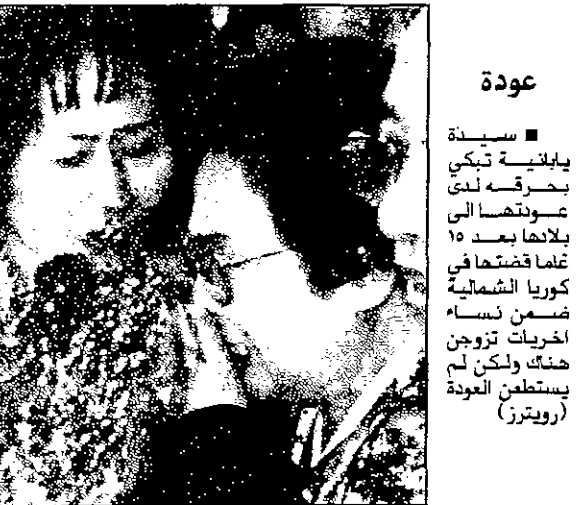 عودة
■ سيدة
يابانية تبكي
بحرقه لدى
عودتها الى
بلادها بعد ١٥
عاما قضتها في
كوريا الشمالية
ضمن نساء
اخريات تزوجن
هناك ولكن لم
يستطعن العودة
(رويترز)